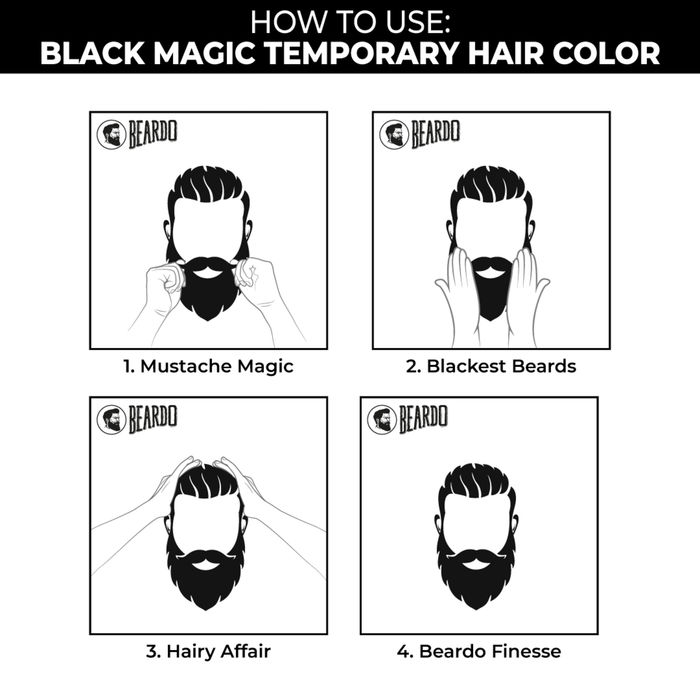 HOW TO USE:
BLACK MAGIC TEMPORARY HAIR COLOR
BEARDO
BEARDO
1. Mustache Magic
2. Blackest Beards
BEARDO
BEARDO
3. Hairy Affair
4. Beardo Finesse